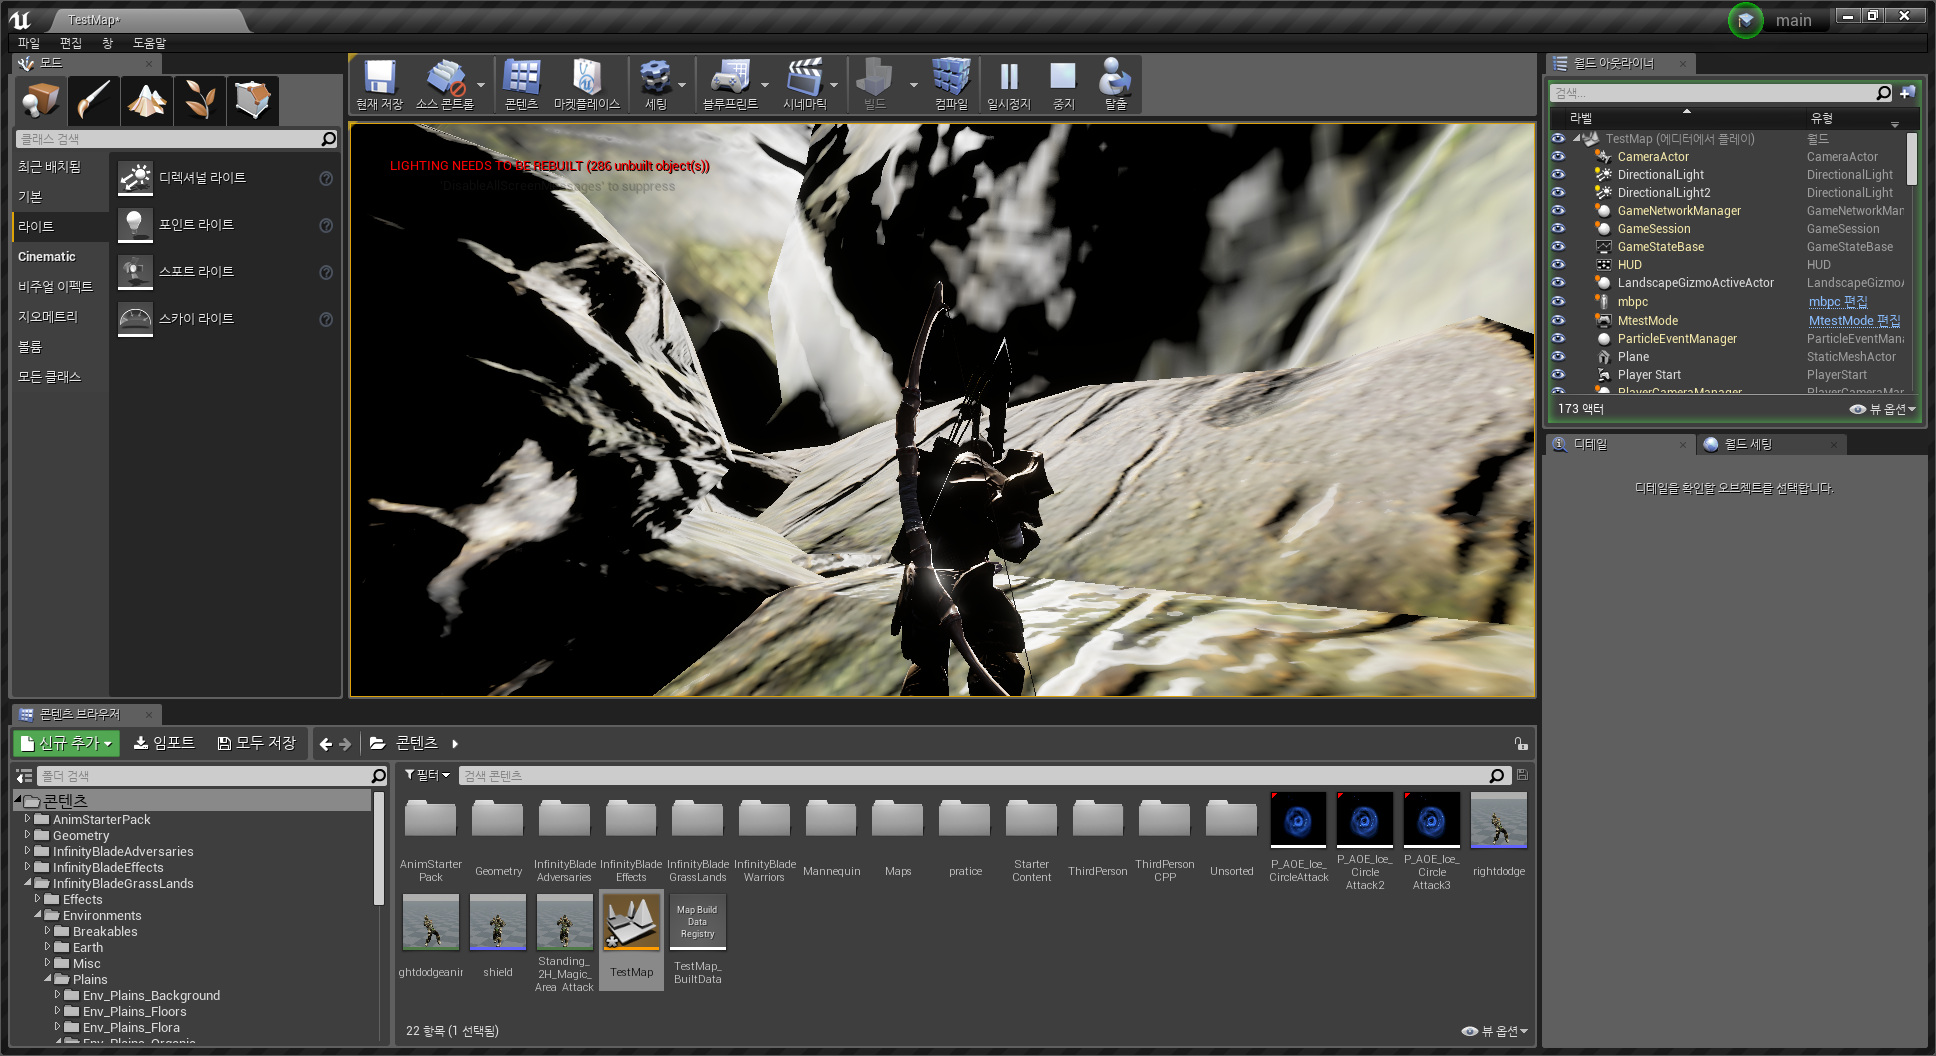 TestMap*
main
파일 편집 창 도움말
모드
현재 저장
소스 콘트롤
콘텐츠
마켓플레이스
세팅
블루프린트
시네마틱
빌드
컴파일
일시정지
중지
탈출
클래스 검색
최근 배치됨
기본
라이트
Cinematic
비주얼 이펙트
지오메트리
볼륨
모든 클래스
디렉셔널 라이트
포인트 라이트
스포트 라이트
스카이 라이트
LIGHTING NEEDS TO BE REBUILT (286 unbuilt object(s))
'DisableAllScreenMessages' to suppress
월드 아웃라이너
검색...
라벨 유형
TestMap (에디터에서 플레이) 월드
CameraActor CameraActor
DirectionalLight DirectionalLight
DirectionalLight2 DirectionalLight
GameNetworkManager GameNetworkMan
GameSession GameSession
GameStateBase GameStateBase
HUD HUD
LandscapeGizmoActiveActor LandscapeGizmoA
mbpc mbpc 편집
MtestMode MtestMode 편집
ParticleEventManager ParticleEventMana
Plane StaticMeshActor
Player Start PlayerStart
PlayerCameraManager PlayerCameraMan
173 액터
뷰 옵션
디테일
월드 세팅
디테일을 확인할 오브젝트를 선택합니다.
콘텐츠 브라우저
신규 추가
임포트
모두 저장
콘텐츠
폴더 검색
콘텐츠
AnimStarterPack
Geometry
InfinityBladeAdversaries
InfinityBladeEffects
InfinityBladeGrassLands
Effects
Environments
Breakables
Earth
Misc
Plains
Env_Plains_Background
Env_Plains_Floors
Env_Plains_Flora
Env_Plains_Organic
필터
검색 콘텐츠
AnimStarter
Pack
Geometry
InfinityBlade
Adversaries
InfinityBlade
Effects
InfinityBlade
GrassLands
InfinityBlade
Warriors
Mannequin
Maps
pratice
Starter
Content
ThirdPerson
ThirdPerson
CPP
Unsorted
P_AOE_Ice_
CircleAttack
P_AOE_Ice_
Circle
Attack2
P_AOE_Ice_
Circle
Attack3
rightdodge
ghtdodgeanir
shield
Standing_
2H_Magic_
Area_Attack
TestMap
Map Build
Data
Registry
TestMap_
BuiltData
22 항목 (1 선택됨)
뷰 옵션